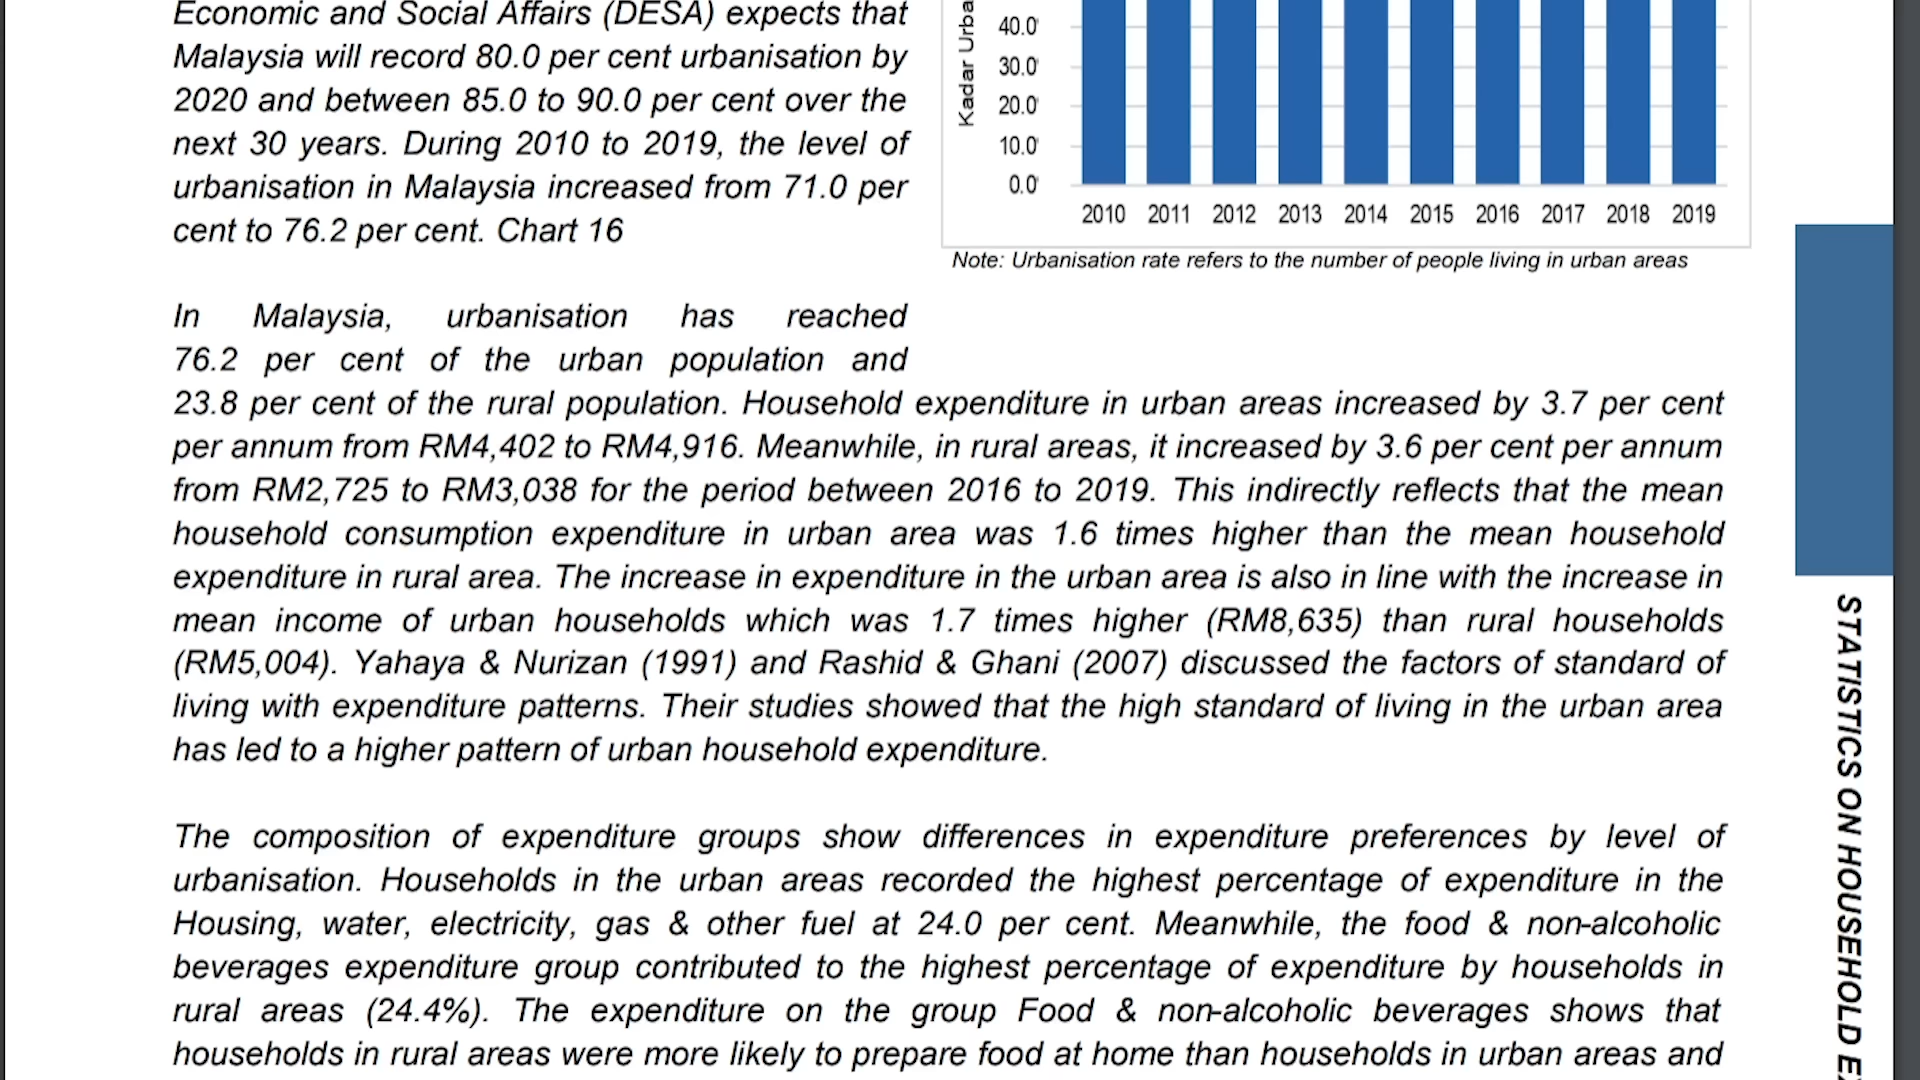 Economic and Social Affairs (DESA) expects that
Malaysia will record 80.0 per cent urbanisation by
2020 and between 85.0 to 90.0 per cent over the
next 30 years. During 2010 to 2019, the level of
urbanisation in Malaysia increased from 71.0 per
cent to 76.2 per cent. Chart 16
Kadar Urba
40.0
30.0
20.0
10.0
0.0
2010 2011 2012 2013 2014 2015 2016 2017 2018 2019
Note: Urbanisation rate refers to the number of people living in urban areas
In Malaysia, urbanisation has reached
76.2 per cent of the urban population and
23.8 per cent of the rural population. Household expenditure in urban areas increased by 3.7 per cent
per annum from RM4,402 to RM4,916. Meanwhile, in rural areas, it increased by 3.6 per cent per annum
from RM2,725 to RM3,038 for the period between 2016 to 2019. This indirectly reflects that the mean
household consumption expenditure in urban area was 1.6 times higher than the mean household
expenditure in rural area. The increase in expenditure in the urban area is also in line with the increase in
mean income of urban households which was 1.7 times higher (RM8,635) than rural households
(RM5,004). Yahaya & Nurizan (1991) and Rashid & Ghani (2007) discussed the factors of standard of
living with expenditure patterns. Their studies showed that the high standard of living in the urban area
has led to a higher pattern of urban household expenditure.
The composition of expenditure groups show differences in expenditure preferences by level of
urbanisation. Households in the urban areas recorded the highest percentage of expenditure in the
Housing, water, electricity, gas & other fuel at 24.0 per cent. Meanwhile, the food & non-alcoholic
beverages expenditure group contributed to the highest percentage of expenditure by households in
rural areas (24.4%). The expenditure on the group Food & non-alcoholic beverages shows that
households in rural areas were more likely to prepare food at home than households in urban areas and
STATISTICS ON HOUSEHOLD E